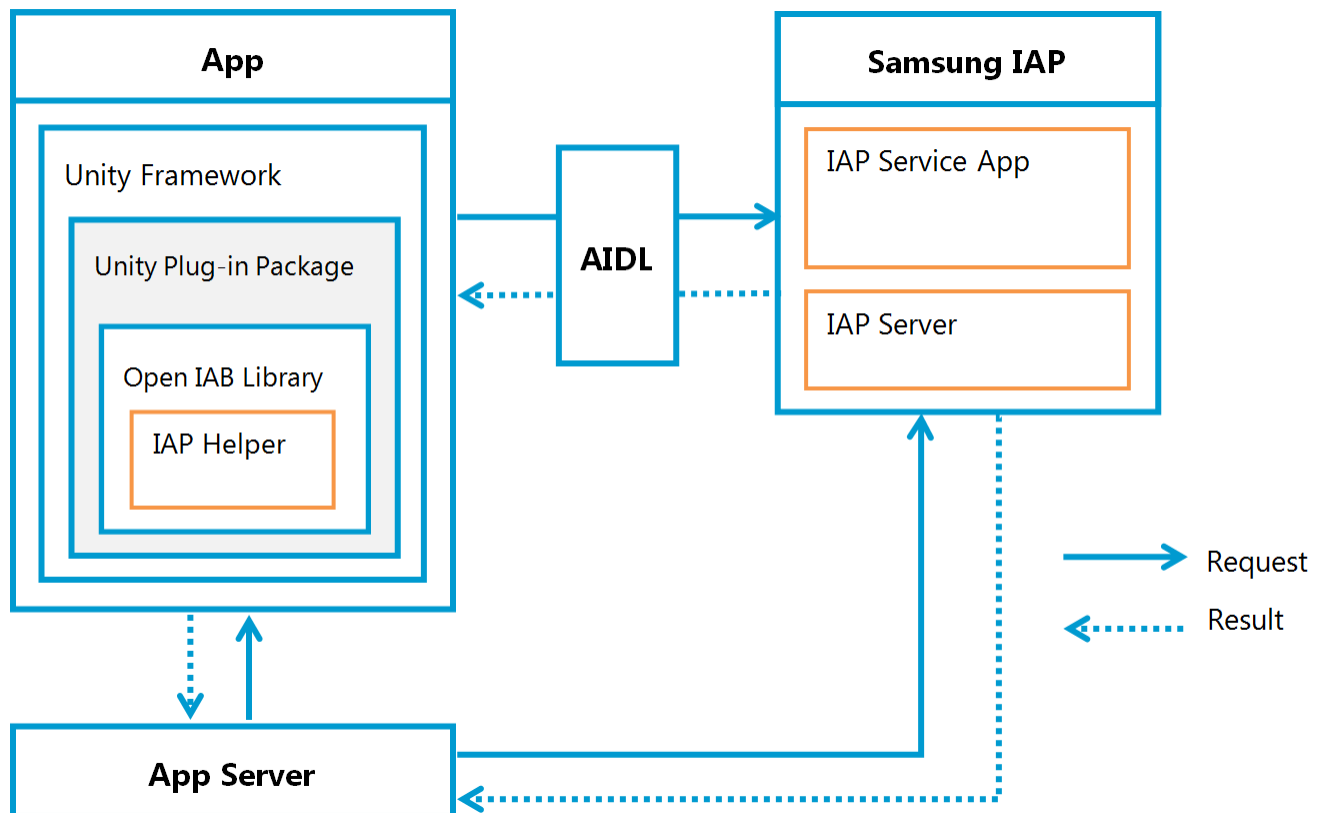 App
Samsung IAP
Unity Framework
Unity Plug-in Package
Open IAB Library
IAP Helper
AIDL
IAP Service App
IAP Server
Request
Result
App Server